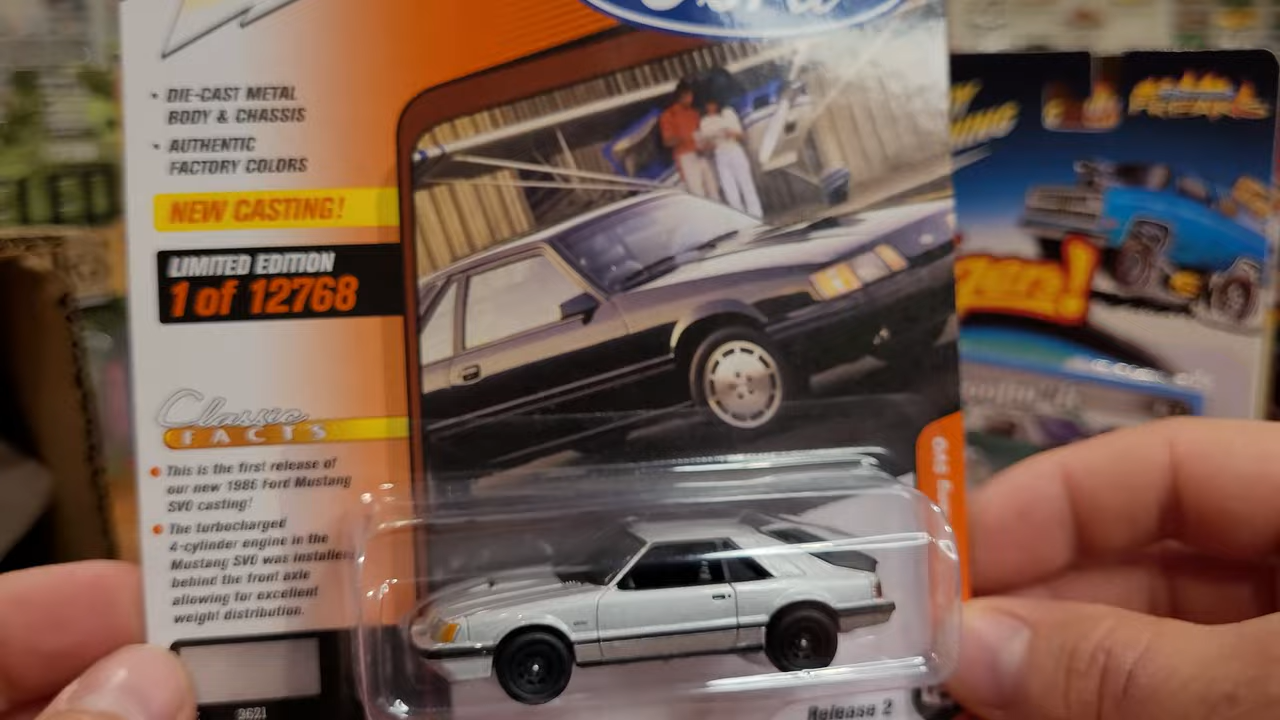 Ford
• DIE-CAST METAL
BODY & CHASSIS
• AUTHENTIC
FACTORY COLORS
NEW CASTING!
LIMITED EDITION
1 of 12768
Classic
FACTS
• This is the first release of
our new 1986 Ford Mustang
SVO casting!
• The turbocharged
4-cylinder engine in the
Mustang SVO was installed
behind the front axle
allowing for excellent
weight distribution.
3621
Release 2